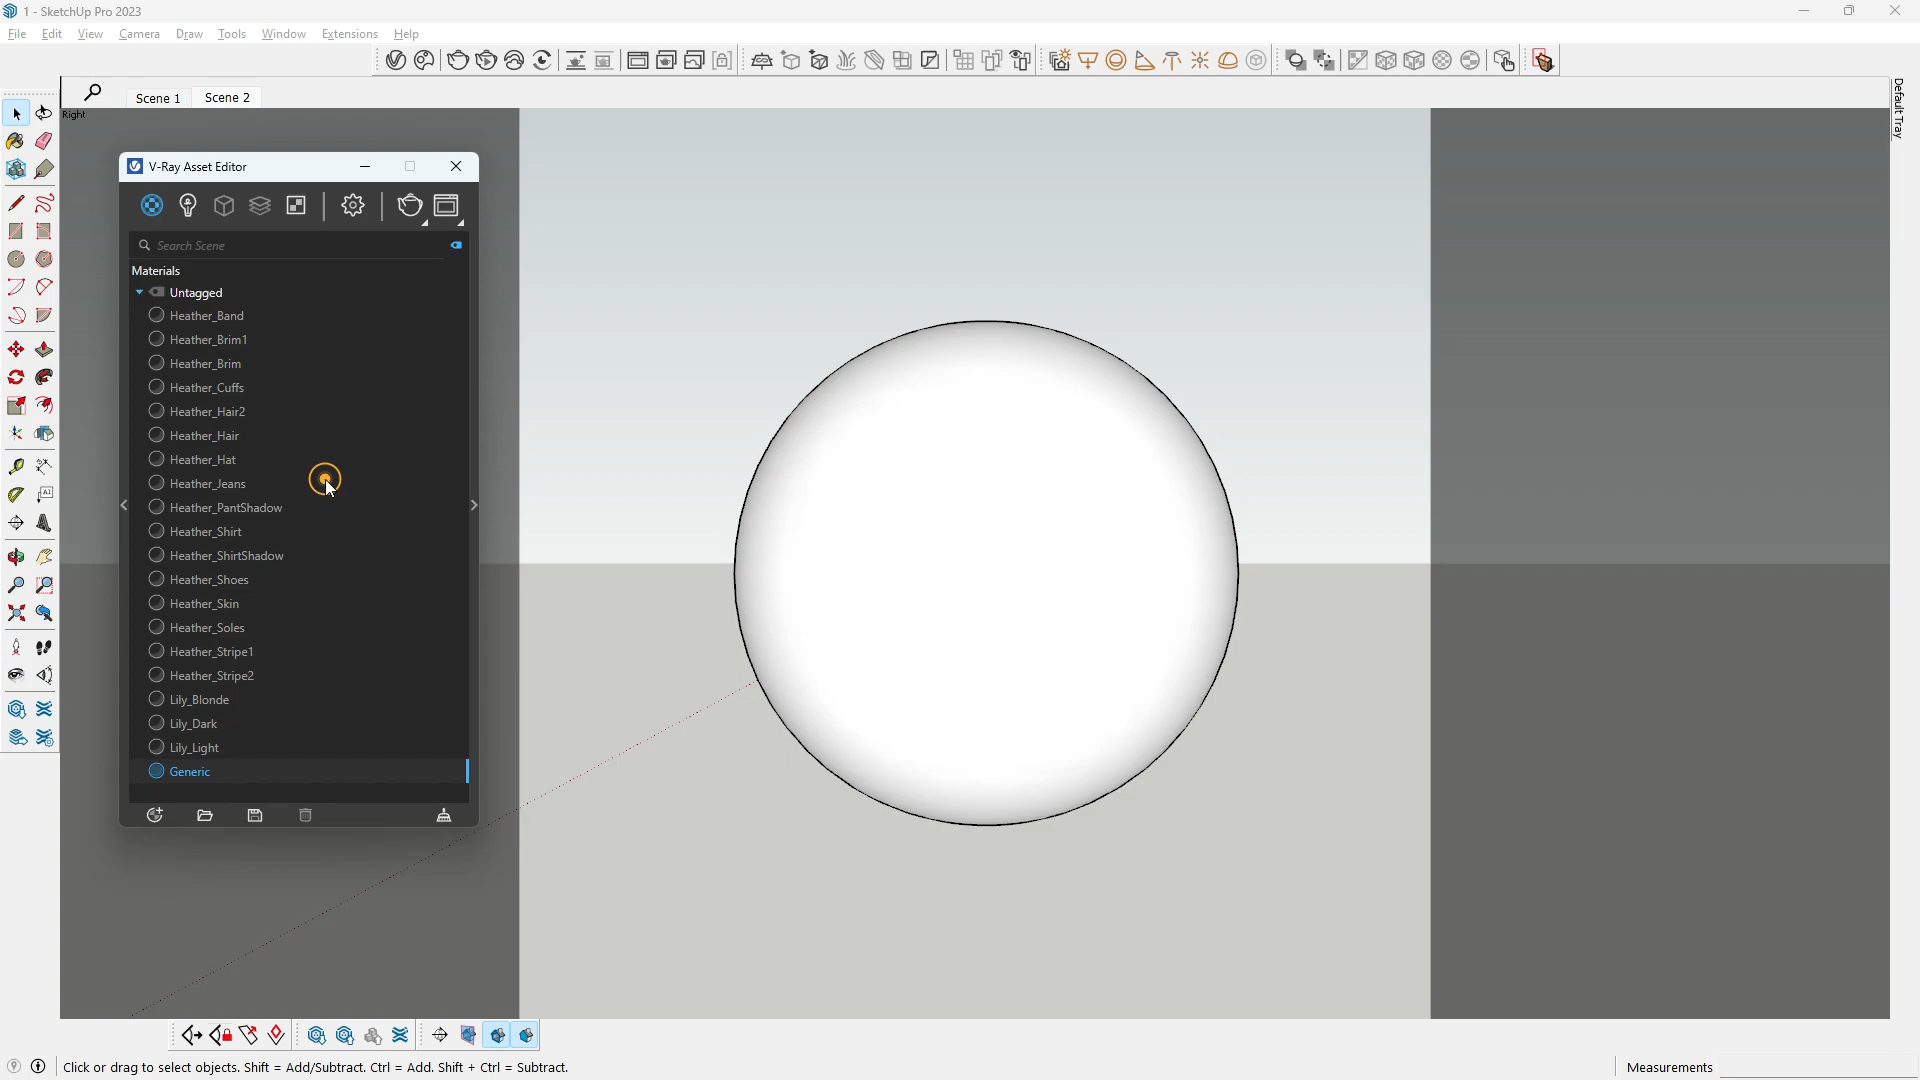 1 - SketchUp Pro 2023
File Edit View Camera Draw Tools Window Extensions Help
Scene 1 Scene 2
Default Tray
Right
V-Ray Asset Editor
Search Scene
Materials
Untagged
Heather_Band
Heather_Brim1
Heather_Brim
Heather_Cuffs
Heather_Hair2
Heather_Hair
Heather_Hat
Heather_Jeans
Heather_PantShadow
Heather_Shirt
Heather_ShirtShadow
Heather_Shoes
Heather_Skin
Heather_Soles
Heather_Stripe1
Heather_Stripe2
Lily_Blonde
Lily_Dark
Lily_Light
Generic
Click or drag to select objects. Shift = Add/Subtract. Ctrl = Add. Shift + Ctrl = Subtract.
Measurements